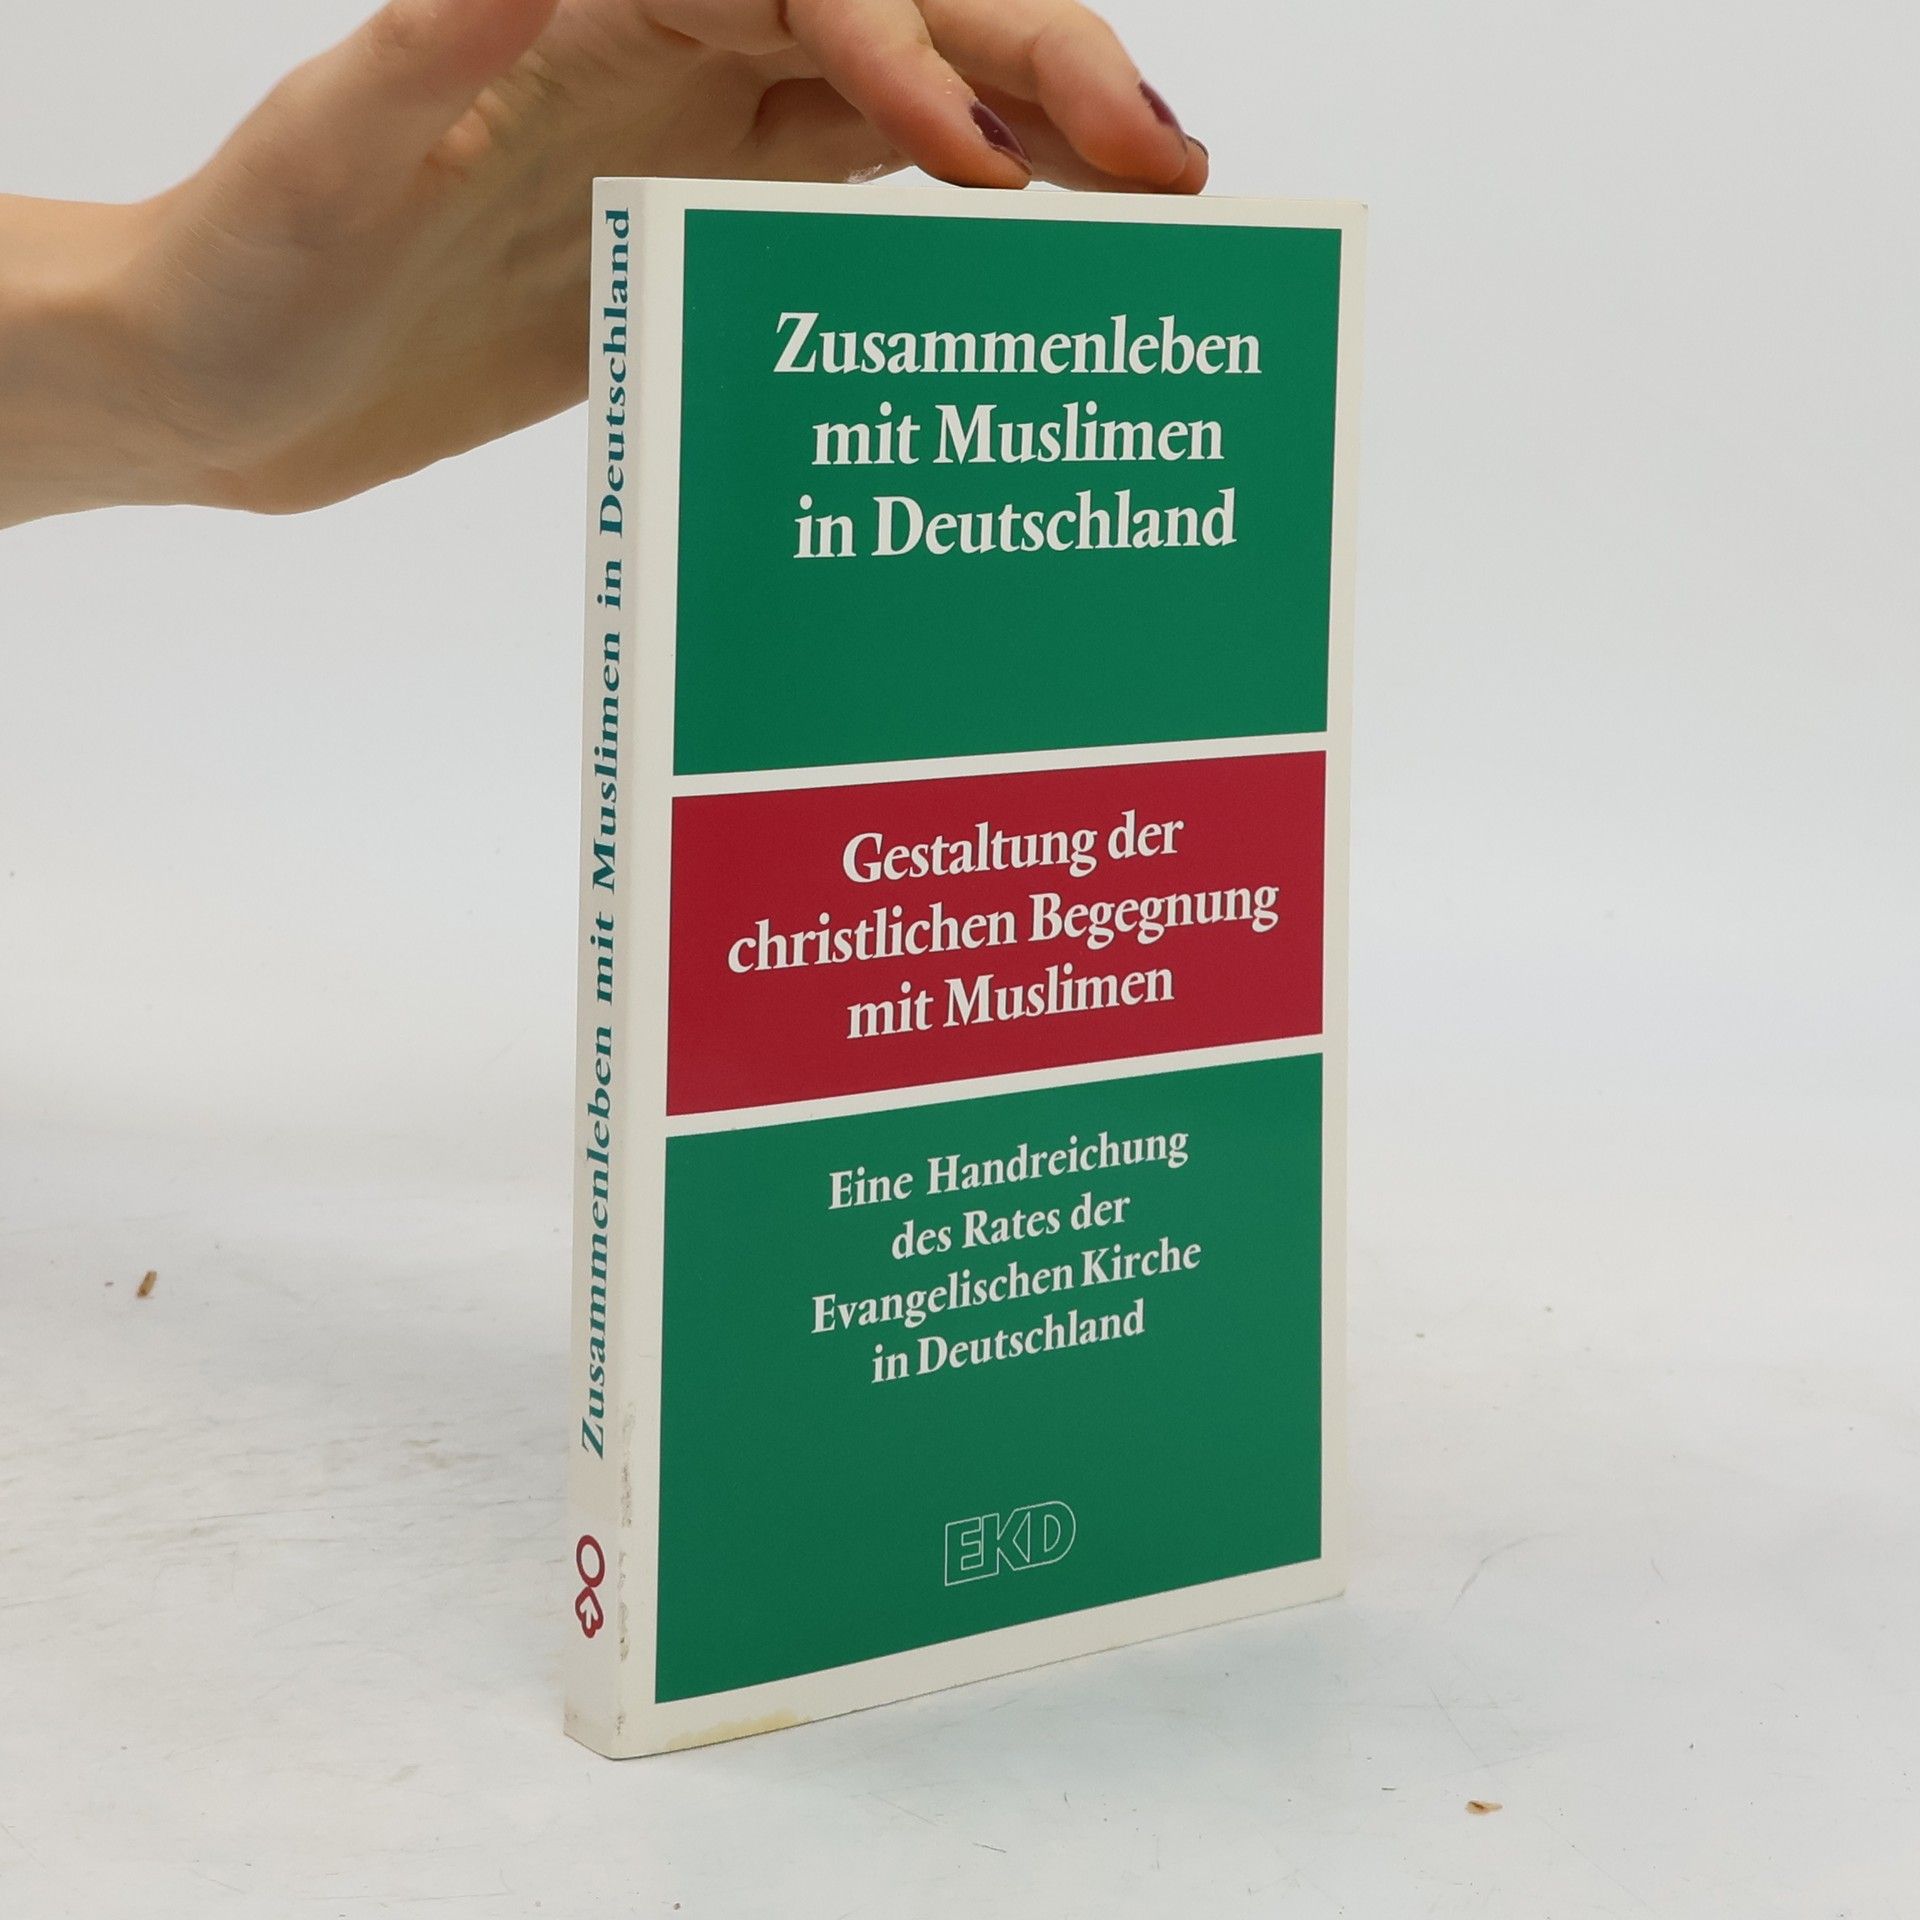 Zusammenleben mit Muslimen in Deutschland
Zusammenleben
mit Muslimen
in Deutschland
Gestaltung der
christlichen Begegnung
mit Muslimen
Eine Handreichung
des Rates der
Evangelischen Kirche
in Deutschland
EKD